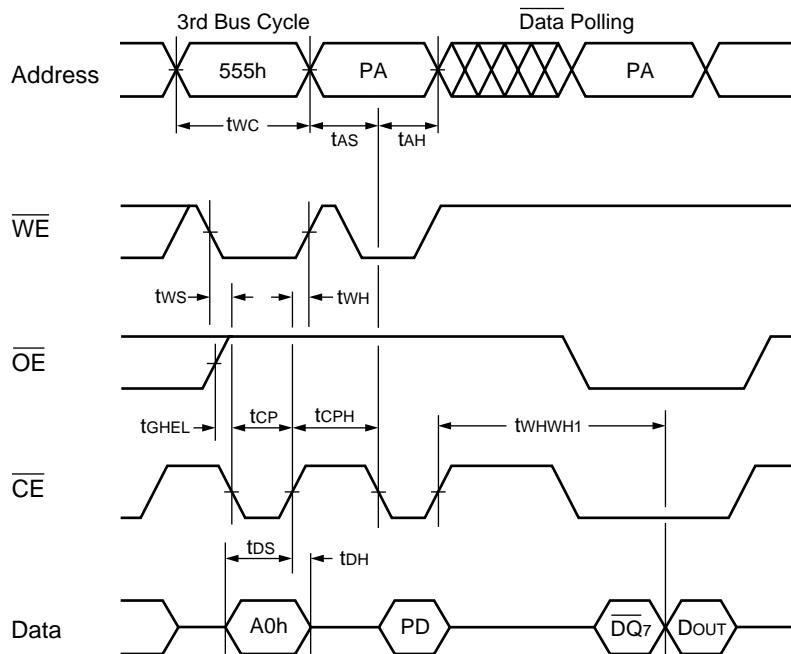 3rd Bus Cycle
Data Polling
Address
555h
PA
PA
tWC
tAS
tAH
WE
tWS
tWH
OE
tGHEL
tCP
tCPH
tWHWH1
CE
tDS
tDH
Data
A0h
PD
DQ7
DOUT